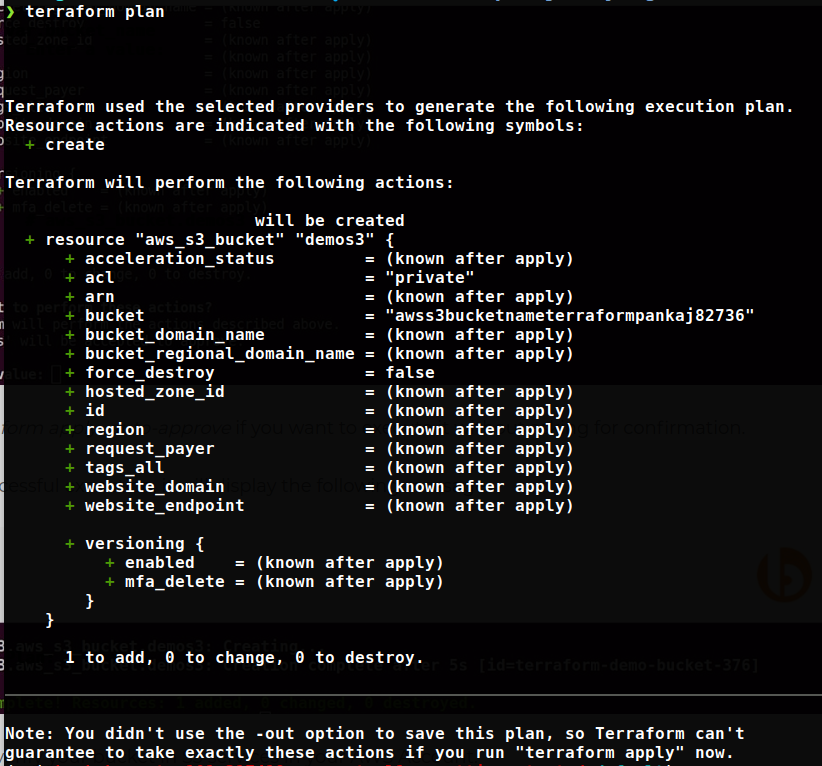 ❯ terraform plan
Terraform used the selected providers to generate the following execution plan.
Resource actions are indicated with the following symbols:
+ create
Terraform will perform the following actions:
will be created
+ resource "aws_s3_bucket" "demos3" {
+ acceleration_status = (known after apply)
+ acl = "private"
+ arn = (known after apply)
+ bucket = "awss3bucketnameterraformpankaj82736"
+ bucket_domain_name = (known after apply)
+ bucket_regional_domain_name = (known after apply)
+ force_destroy = false
+ hosted_zone_id = (known after apply)
+ id = (known after apply)
+ region = (known after apply)
+ request_payer = (known after apply)
+ tags_all = (known after apply)
+ website_domain = (known after apply)
+ website_endpoint = (known after apply)
+ versioning {
+ enabled = (known after apply)
+ mfa_delete = (known after apply)
}
}
1 to add, 0 to change, 0 to destroy.
Note: You didn't use the -out option to save this plan, so Terraform can't
guarantee to take exactly these actions if you run "terraform apply" now.